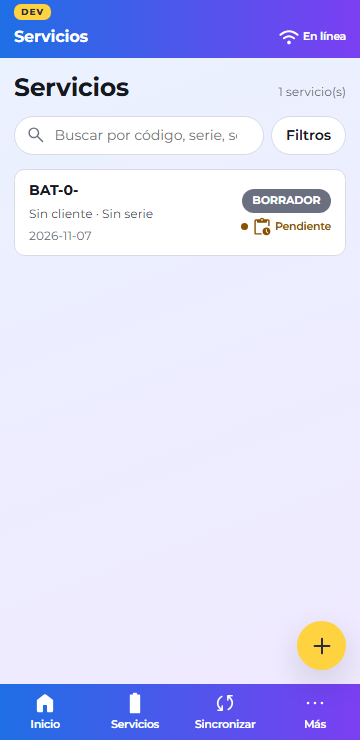 DEV
Servicios
En línea
Servicios
1 servicio(s)
Buscar por código, serie, s
Filtros
BAT-0-
BORRADOR
Sin cliente · Sin serie
Pendiente
2026-11-07
Inicio
Servicios
Sincronizar
Más